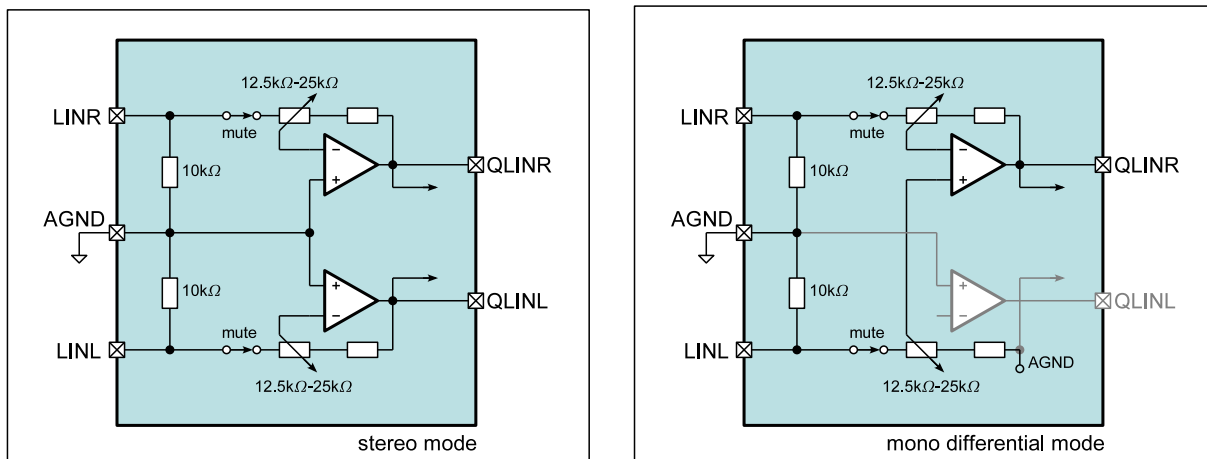 12.5kΩ-25kΩ
LINR
mute
10kΩ
QLINR
AGND
10kΩ
QLINL
mute
LINL
12.5kΩ-25kΩ
stereo mode
12.5kΩ-25kΩ
LINR
mute
10kΩ
QLINR
AGND
10kΩ
QLINL
mute
LINL
AGND
12.5kΩ-25kΩ
mono differential mode